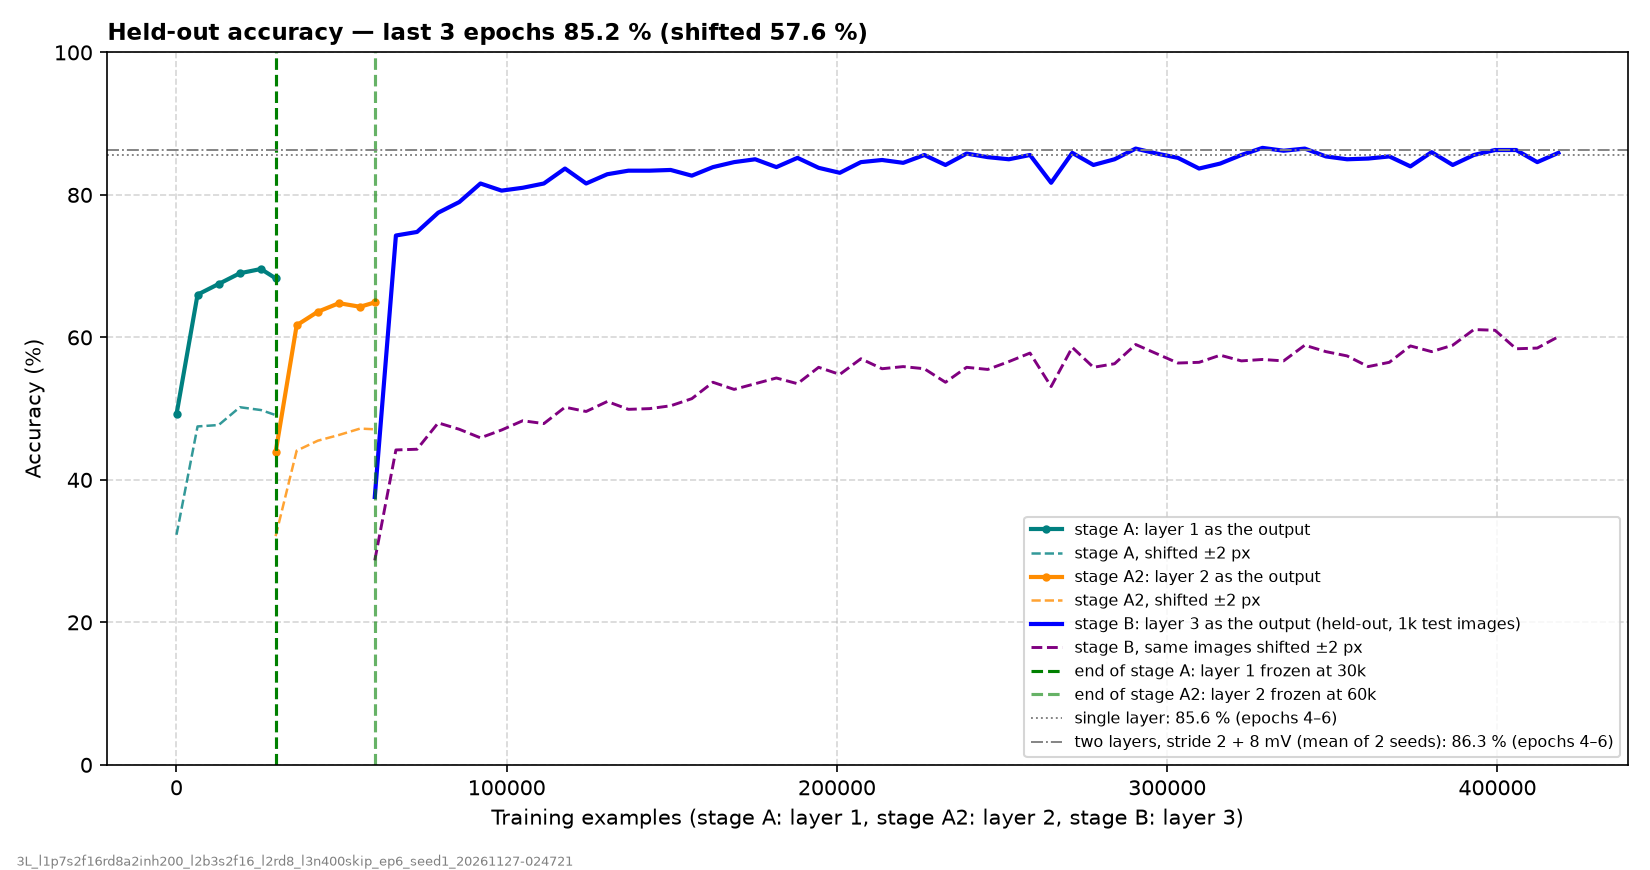 Held-out accuracy — last 3 epochs 85.2 % (shifted 57.6 %)
100
80
60
40
20
0
Accuracy (%)
stage A: layer 1 as the output
stage A, shifted ±2 px
stage A2: layer 2 as the output
stage A2, shifted ±2 px
stage B: layer 3 as the output (held-out, 1k test images)
stage B, same images shifted ±2 px
end of stage A: layer 1 frozen at 30k
end of stage A2: layer 2 frozen at 60k
single layer: 85.6 % (epochs 4–6)
two layers, stride 2 + 8 mV (mean of 2 seeds): 86.3 % (epochs 4–6)
0 100000 200000 300000 400000
Training examples (stage A: layer 1, stage A2: layer 2, stage B: layer 3)
3L_l1p7s2f16rd8a2inh200_l2b3s2f16_l2rd8_l3n400skip_ep6_seed1_20261127-024721